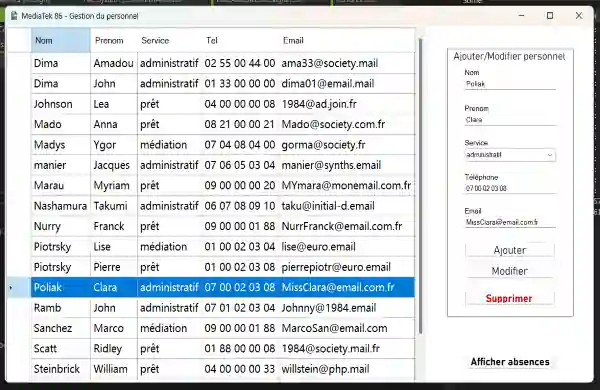 MediaTek 86 - Gestion du personnel
Nom Prenom Service Tel Email
Dima Amadou administratif 02 55 00 44 00 ama33@society.mail
Dima John administratif 01 33 00 00 00 dima01@email.mail
Johnson Lea prêt 04 00 00 00 08 1984@ad.join.fr
Mado Anna prêt 08 21 00 00 21 Mado@society.com.fr
Madys Ygor médiation 07 04 08 04 00 gorma@society.fr
manier Jacques administratif 07 06 05 03 04 manier@synths.email
Marau Myriam prêt 09 00 00 00 20 MYmara@monemail.com.fr
Nashamura Takumi administratif 06 07 08 09 10 taku@initial-d.email
Nurry Franck prêt 09 00 00 01 88 NurrFranck@email.com.fr
Piotrsky Lise médiation 01 00 02 03 04 lise@euro.email
Piotrsky Pierre prêt 01 00 02 03 08 pierrepiotr@euro.email
Poliak Clara administratif 07 00 02 03 08 MissClara@email.com.fr
Ramb John administratif 07 01 02 03 04 Johnny@1984.email
Sanchez Marco médiation 09 00 00 01 88 MarcoSan@email.com
Scatt Ridley prêt 01 88 00 00 08 1984@society.mail.fr
Steinbrick William prêt 04 00 00 00 33 willstein@php.mail
Ajouter/Modifier personnel
Nom
Poliak
Prenom
Clara
Service
administratif
Téléphone
07 00 02 03 08
Email
MissClara@email.com.fr
Ajouter
Modifier
Supprimer
Afficher absences